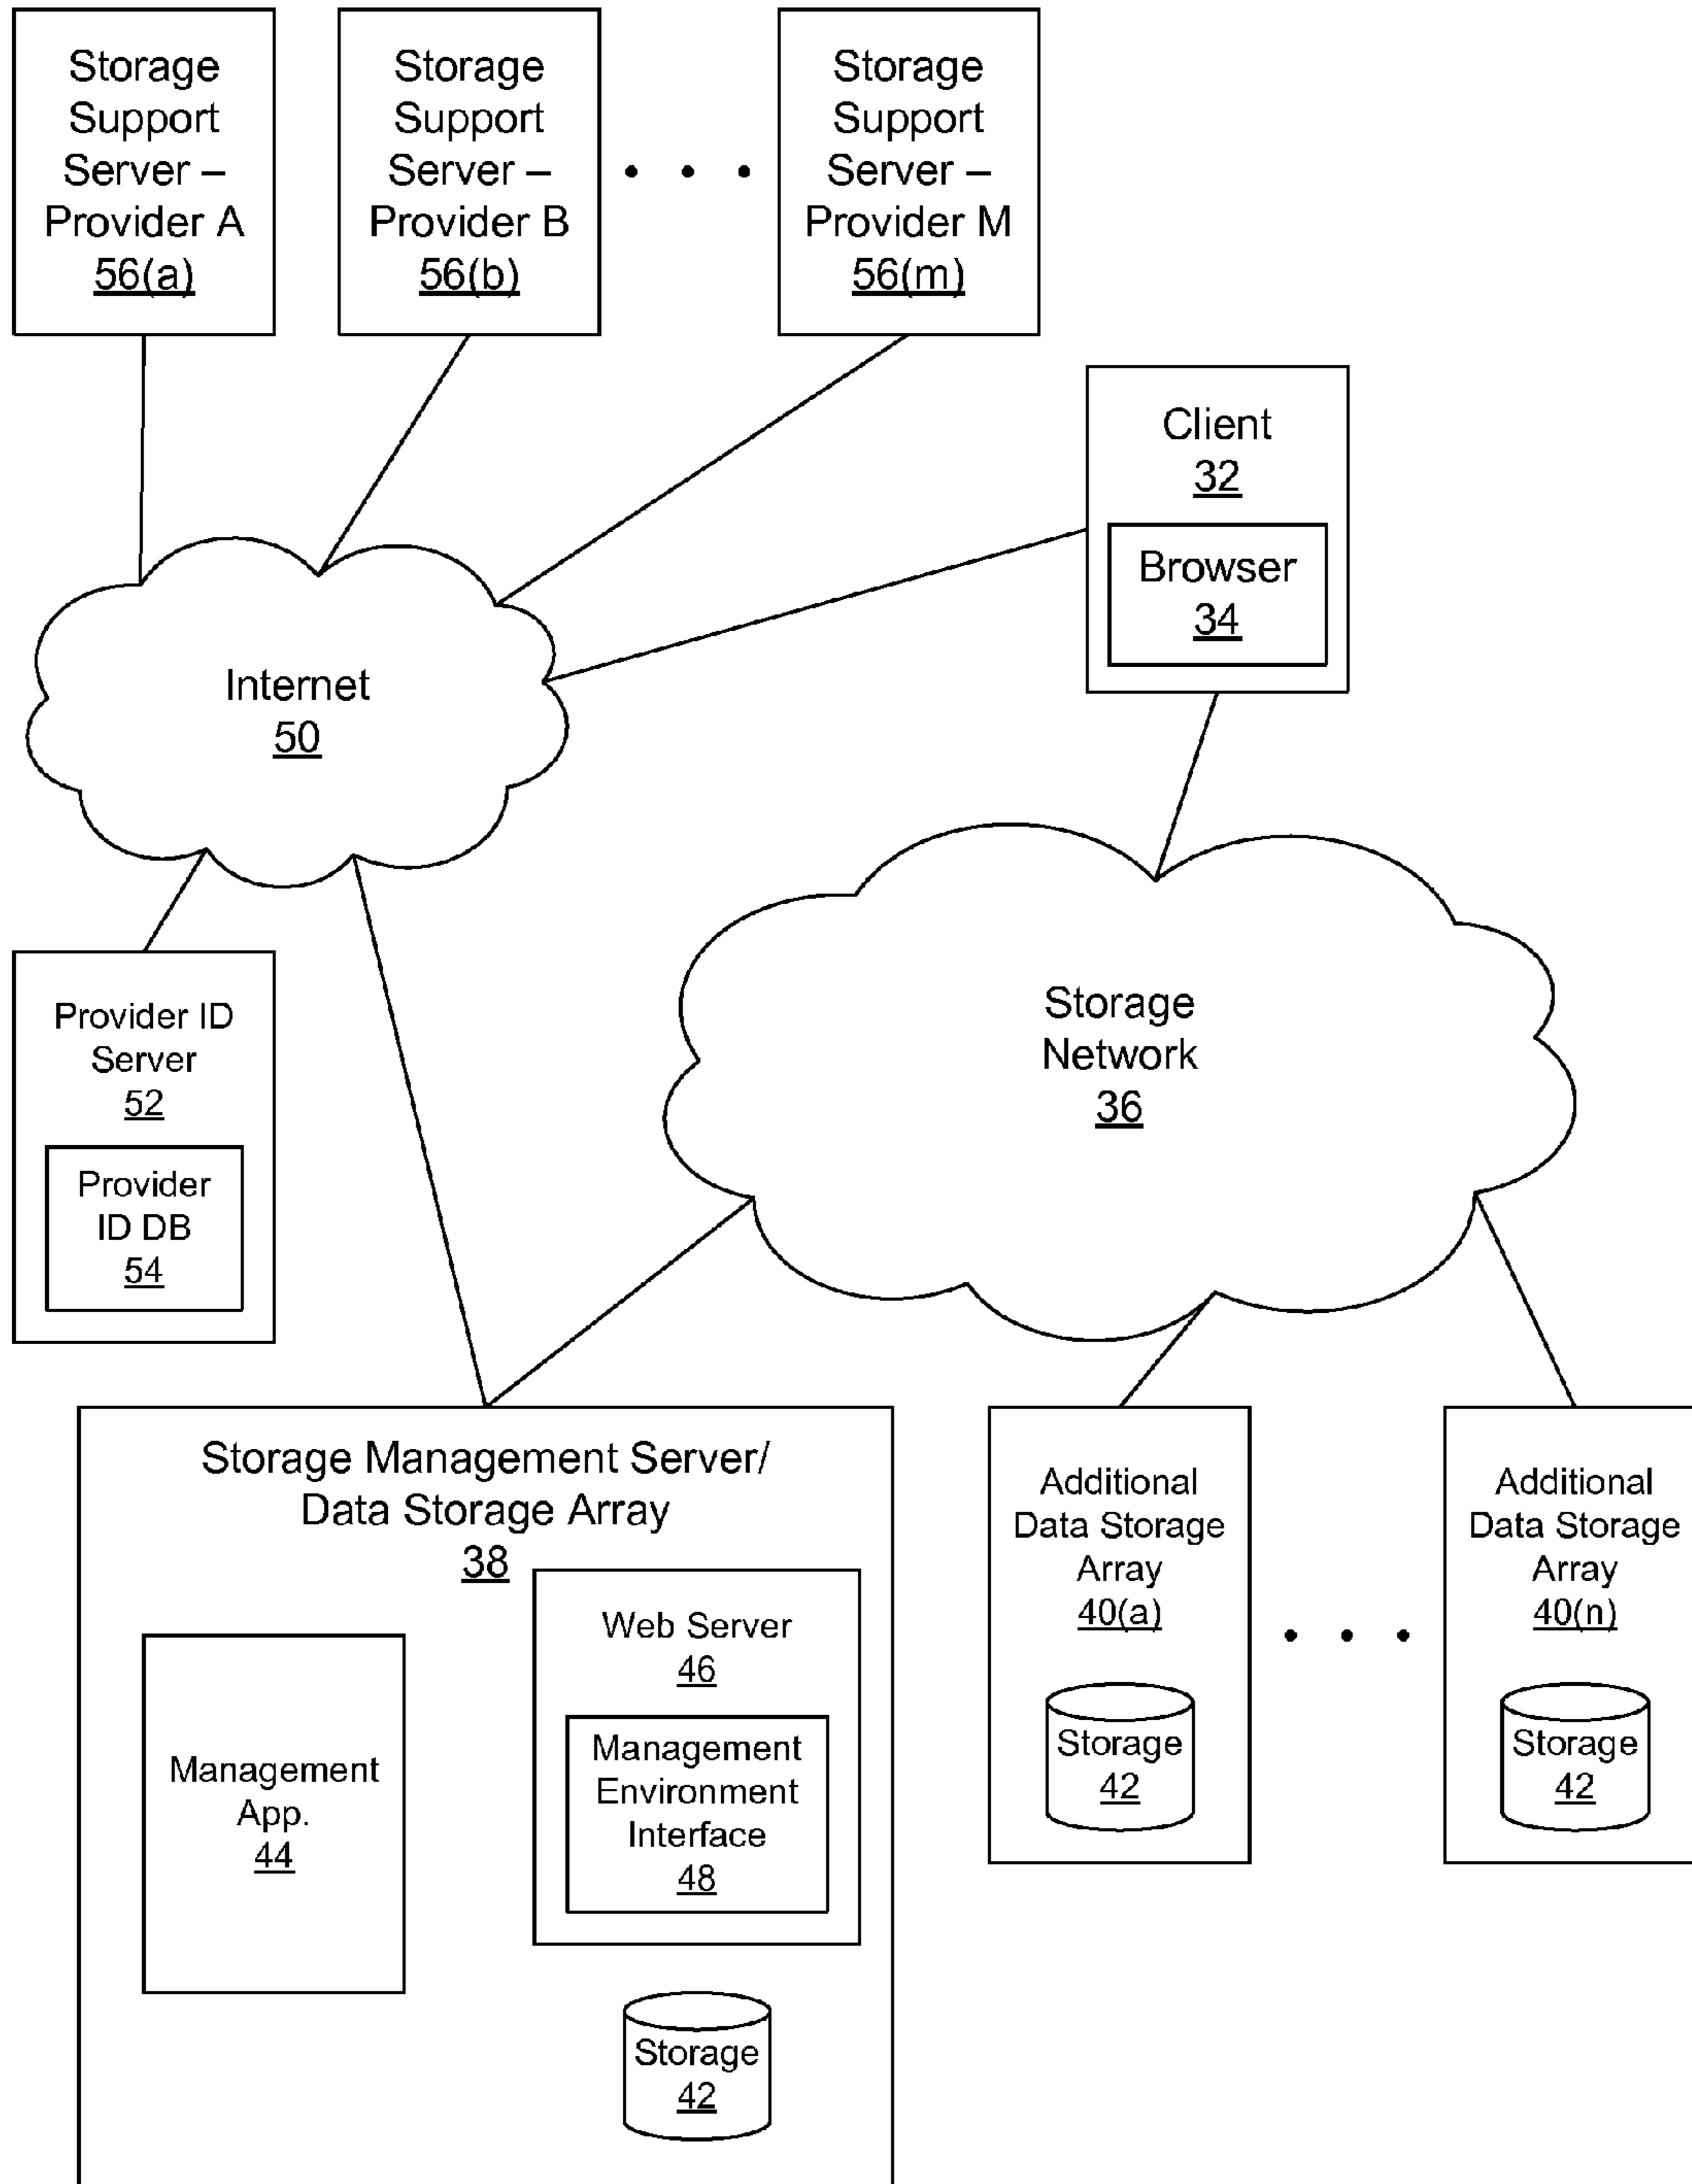 Storage
Support
Server –
Provider A
56(a)
Storage
Support
Server –
Provider B
56(b)
Storage
Support
Server –
Provider M
56(m)
Client
32
Browser
34
Internet
50
Storage
Network
36
Provider ID
Server
52
Provider
ID DB
54
Storage Management Server/
Data Storage Array
38
Management
App.
44
Web Server
46
Management
Environment
Interface
48
Storage
42
Additional
Data Storage
Array
40(a)
Storage
42
Additional
Data Storage
Array
40(n)
Storage
42